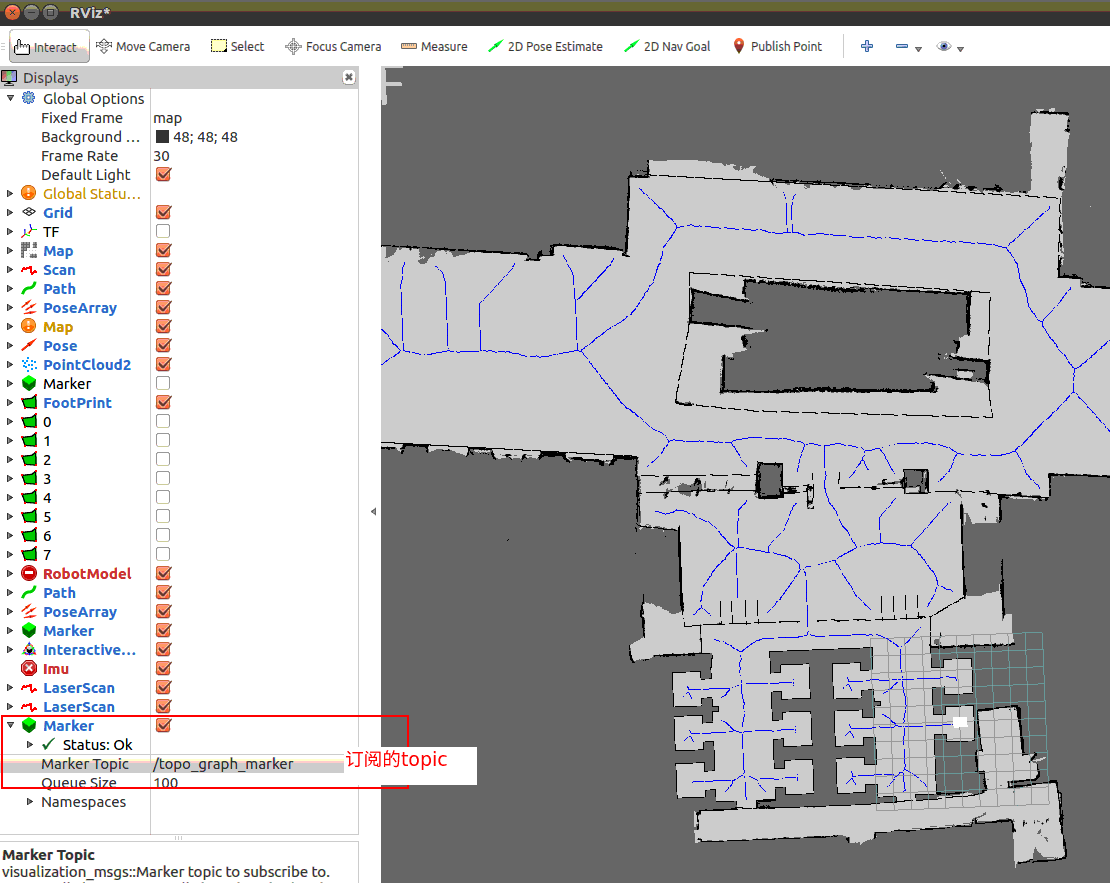 RViz*
Interact Move Camera Select Focus Camera Measure 2D Pose Estimate 2D Nav Goal Publish Point
Displays
Global Options
Fixed Frame map
Background ... 48; 48; 48
Frame Rate 30
Default Light
Global Statu...
Grid
TF
Map
Scan
Path
PoseArray
Map
Pose
PointCloud2
Marker
FootPrint
0
1
2
3
4
5
6
7
RobotModel
Path
PoseArray
Marker
Interactive...
Imu
LaserScan
LaserScan
Marker
Status: Ok
Marker Topic /topo_graph_marker 订阅的topic
Queue Size 100
Namespaces
Marker Topic
visualization_msgs::Marker topic to subscribe to.